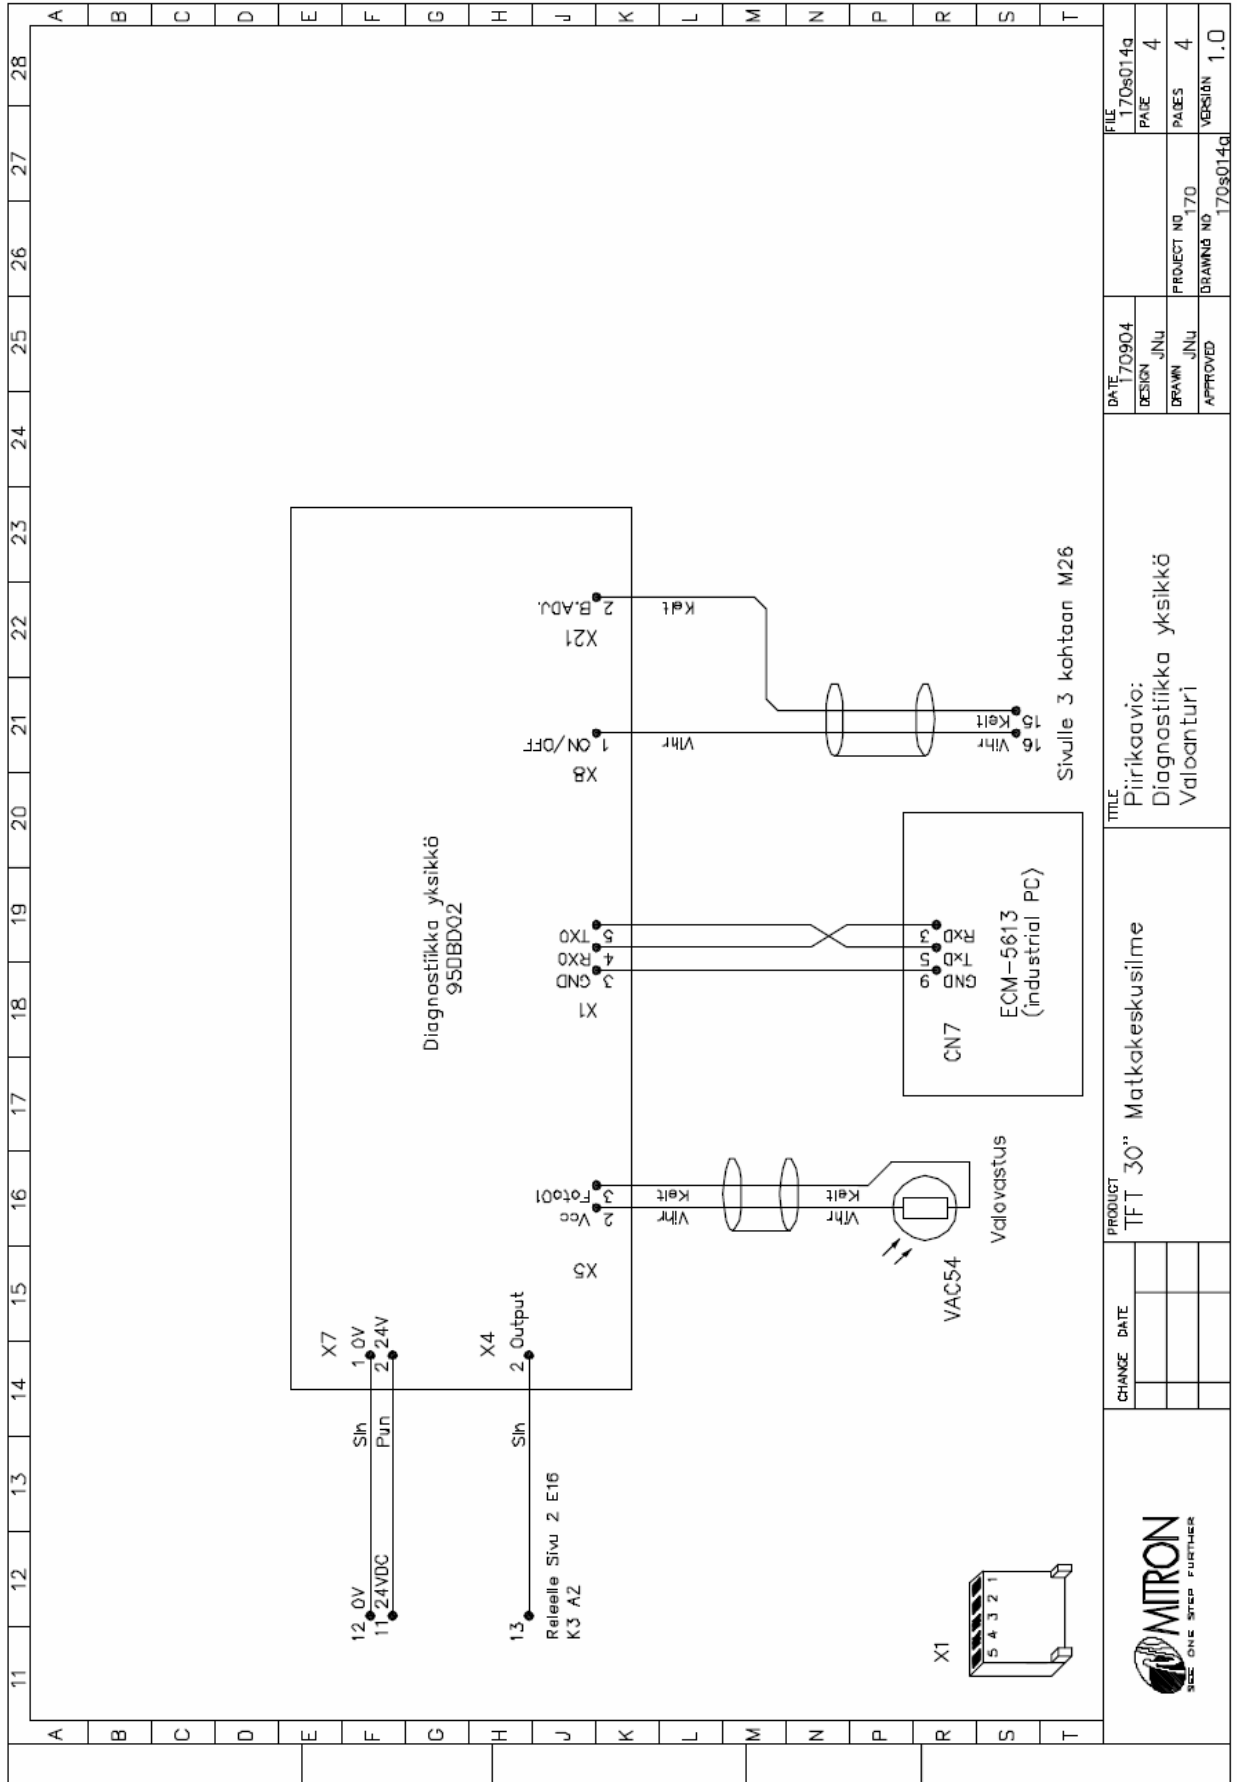 11 12 13 14 15 16 17 18 19 20 21 22 23 24 25 26 27 28
A
B
C
D
E
F
G
H
J
K
L
M
N
P
R
S
T
A
B
C
D
E
F
G
H
J
K
L
M
N
P
R
S
T
12 0V
11 24VDC
Sin
Pun
X7
1 0V
2 24V
13
Sin
X4
2 Output
Releelle Sivu 2 E16
K3 A2
Diagnostiikka yksikkö
950BD02
X5
2 Vcc
3 Foto01
Vihr
Kelt
Vihr
Kelt
VAC54
Valovastus
X1
3 GND
4 RX0
5 TX0
CN7
9 GND
5 TxD
3 RxD
ECM-5613
(industrial PC)
X8
1 ON/OFF
X21
2 B.ADJ.
Vihr
Kelt
Vihr
Kelt
16
15
Sivulle 3 kohtaan M26
X1
5 4 3 2 1
MITRON
SEE ONE STEP FURTHER
CHANGE DATE
PRODUCT
TFT 30" Matkakeskusilme
TITLE
Piirikaavio:
Diagnostiikka yksikkö
Valoanturi
DATE
170904
DESIGN JNu
DRAWN JNu
APPROVED
PROJECT NO 170
DRAWING NO
170s014a
FILE
170s014a
PAGE 4
PAGES 4
VERSION 1.0